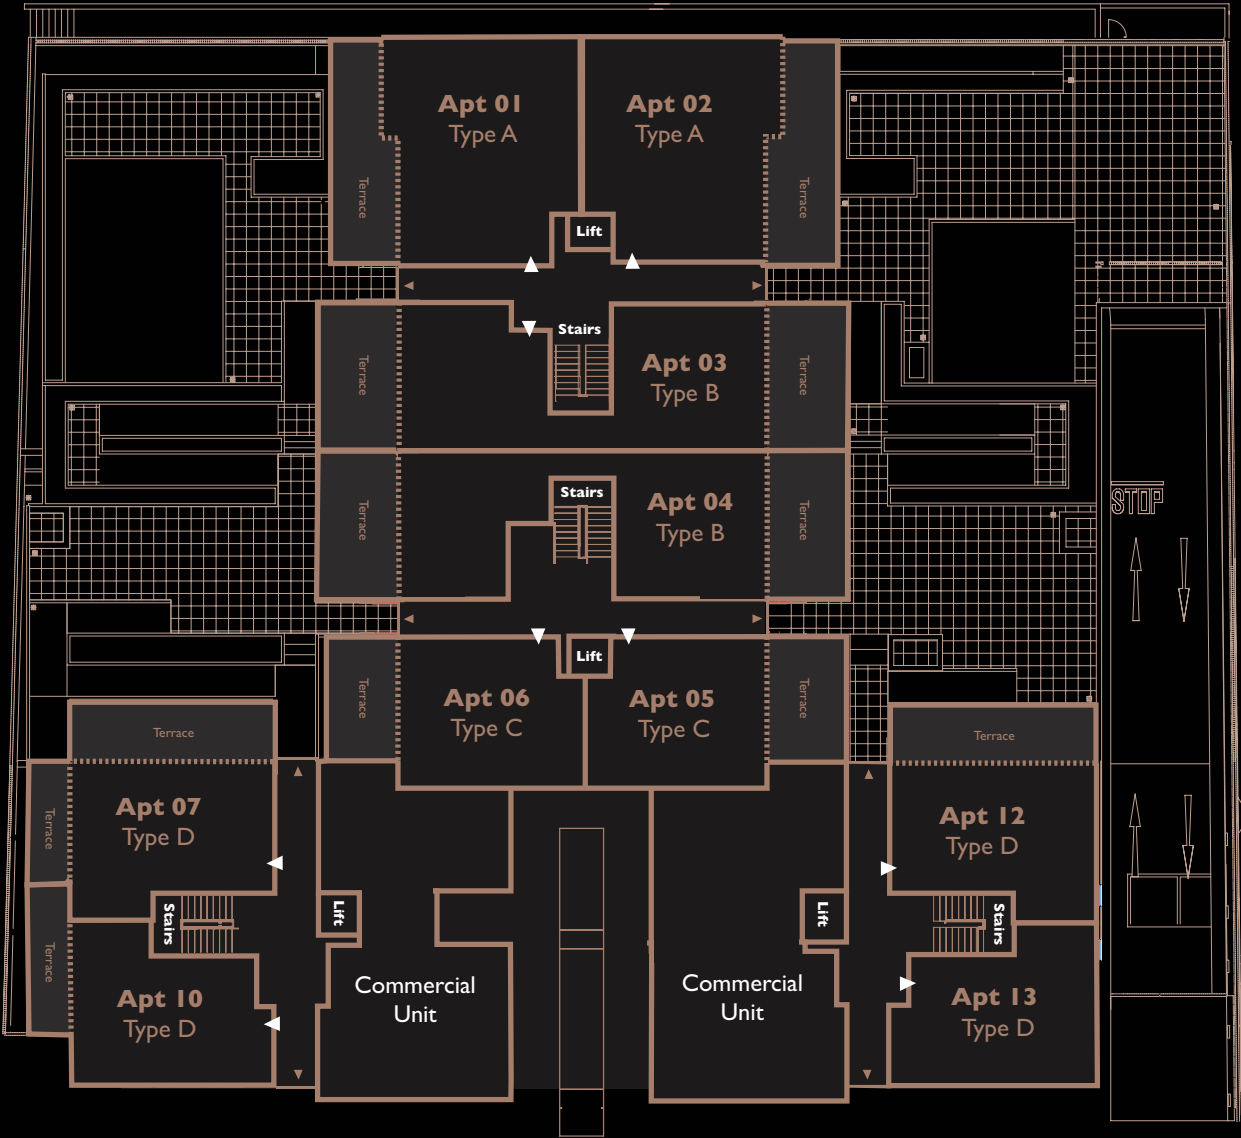 Apt 01
Type A
Apt 02
Type A
Terrace
Terrace
Lift
Stairs
Terrace
Apt 03
Type B
Terrace
Stairs
Terrace
Apt 04
Type B
Terrace
STOP
Lift
Terrace
Apt 06
Type C
Apt 05
Type C
Terrace
Terrace
Terrace
Terrace
Apt 07
Type D
Apt 12
Type D
Stairs
Lift
Lift
Stairs
Terrace
Apt 10
Type D
Commercial
Unit
Commercial
Unit
Apt 13
Type D